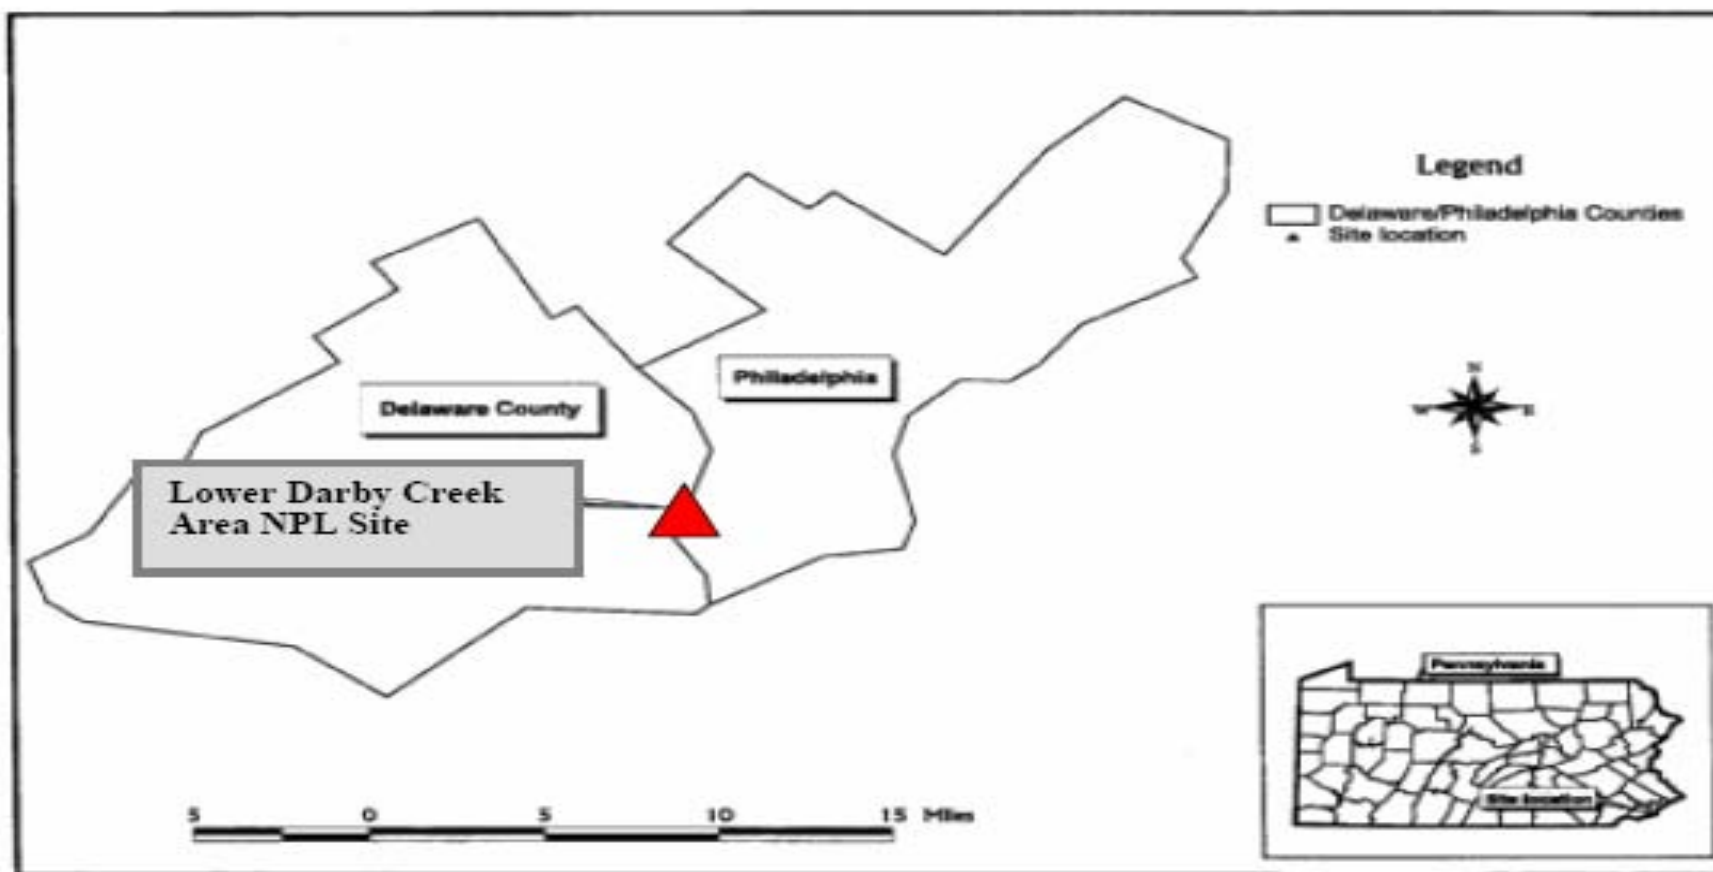 Legend
Delaware/Philadelphia Counties
Site location
Philadelphia
Delaware County
N
W E
S
Lower Darby Creek
Area NPL Site
Pennsylvania
Site location
5 0 5 10 15 Miles